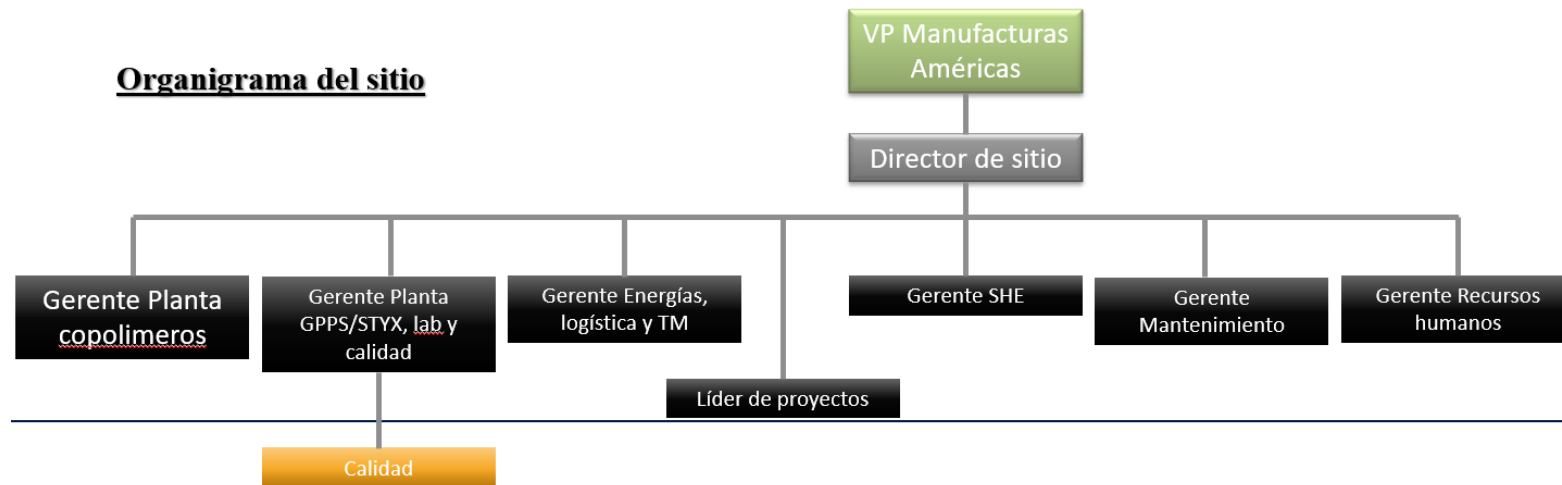 VP Manufacturas
Américas
Organigrama del sitio
Director de sitio
Gerente Planta
copolimeros
Gerente Planta
GPPS/STYX, lab y
calidad
Gerente Energías,
logística y TM
Gerente SHE
Gerente
Mantenimiento
Gerente Recursos
humanos
Líder de proyectos
Calidad